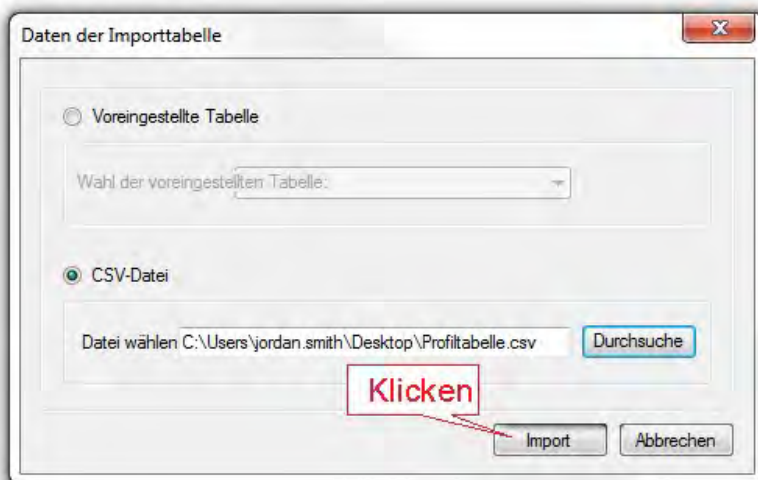 Daten der Importtabelle
Voreingestellte Tabelle
Wahl der voreingestellten Tabelle:
CSV-Datei
Datei wählen C:\Users\jordan.smith\Desktop\Profiltabelle.csv Durchsuche
Klicken
Import Abbrechen